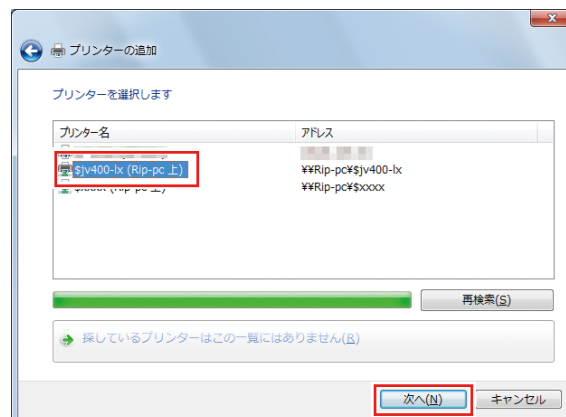 プリンターの追加
プリンターを選択します
プリンター名 アドレス
$jv400-lx (Rip-pc 上) ¥¥Rip-pc¥$jv400-lx
¥¥Rip-pc¥$xxxx
再検索(S)
探しているプリンターはこの一覧にはありません(R)
次へ(N) キャンセル